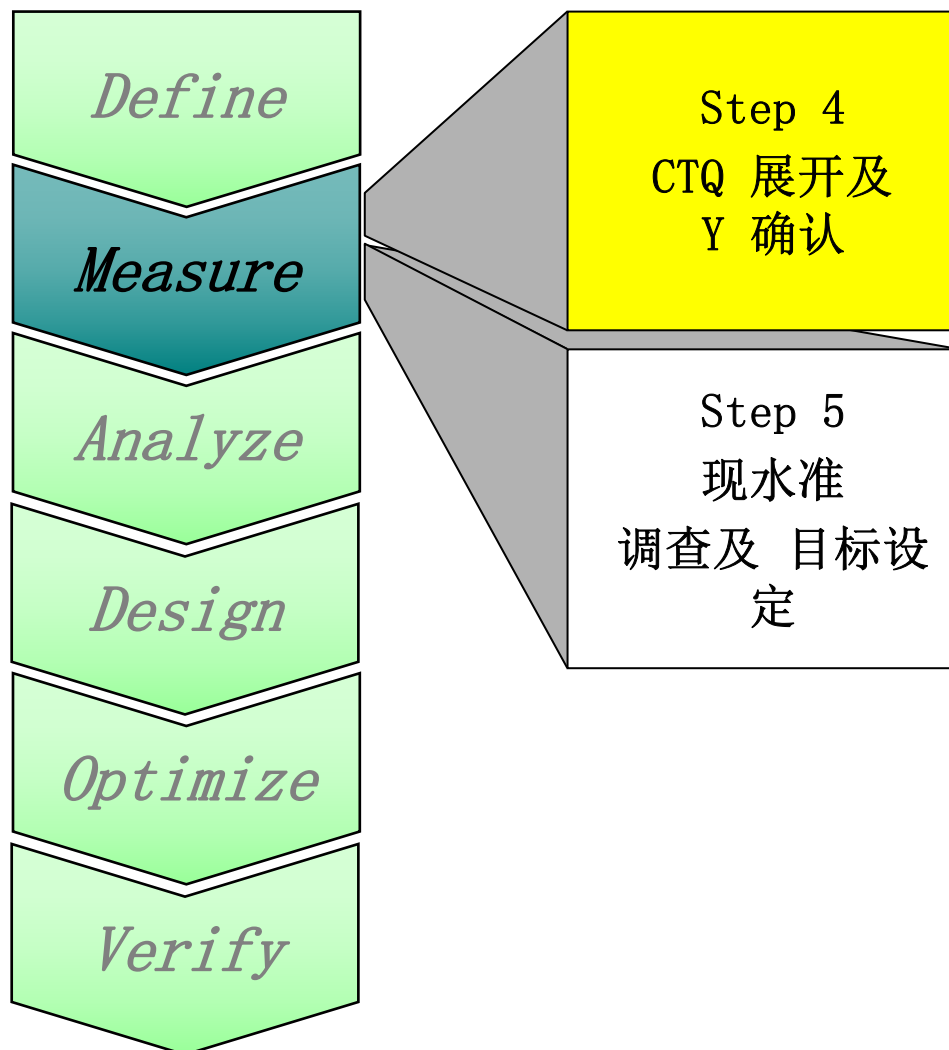 Define
Measure
Analyze
Design
Optimize
Verify
Step 4
CTQ 展开及
Y 确认
Step 5
现水准
调查及 目标设
定